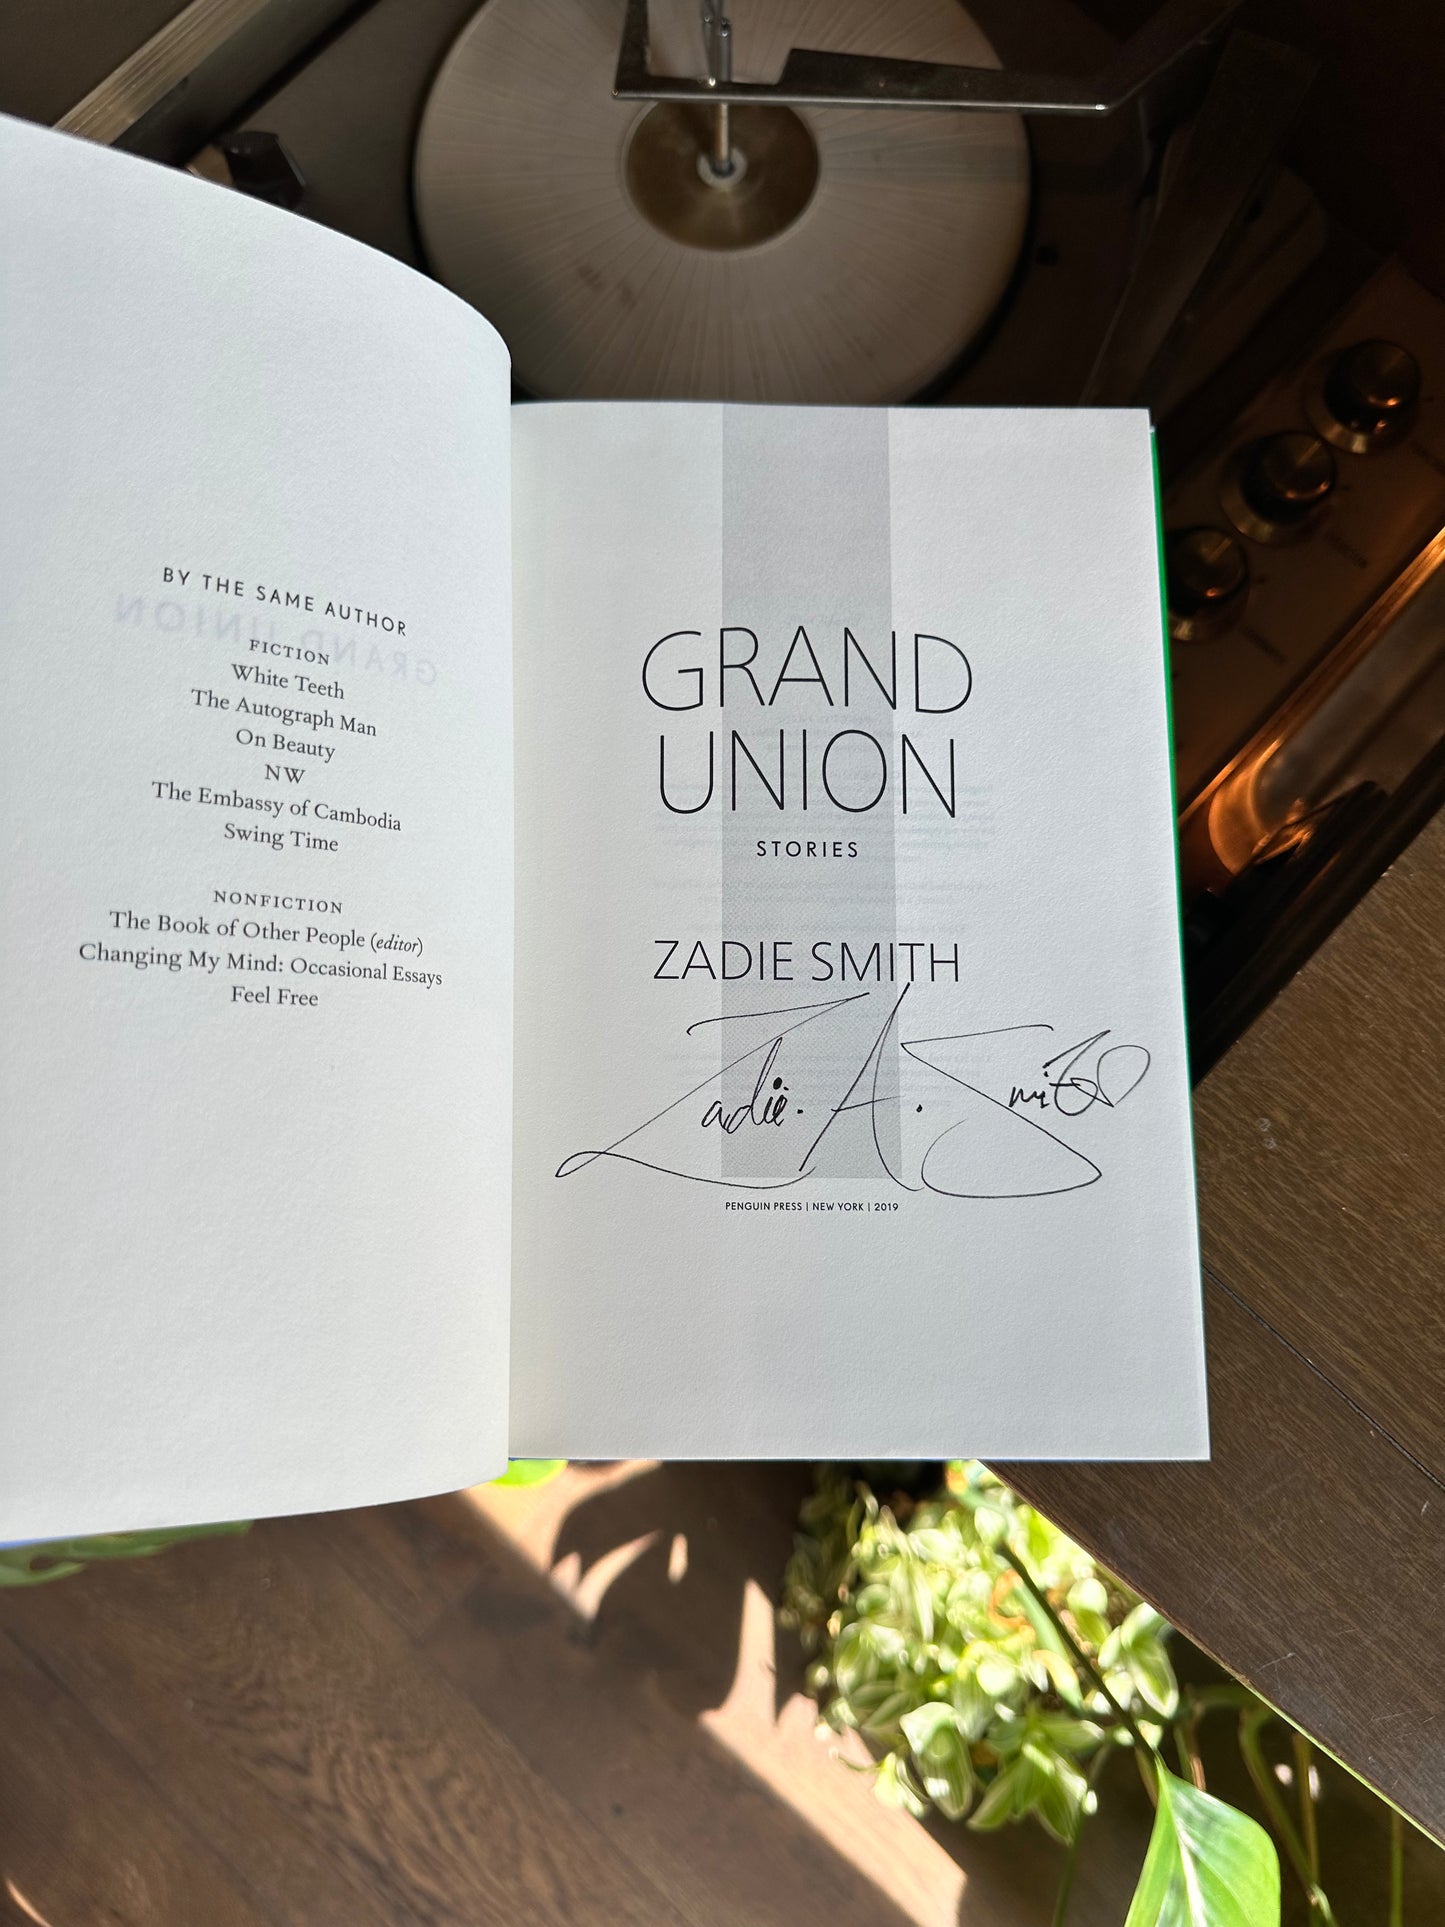 BY THE SAME AUTHOR
FICTION
White Teeth
The Autograph Man
On Beauty
NW
The Embassy of Cambodia
Swing Time
NONFICTION
The Book of Other People (editor)
Changing My Mind: Occasional Essays
Feel Free
GRAND
UNION
STORIES
ZADIE SMITH
Zadie. A. Smith
PENGUIN PRESS | NEW YORK | 2019